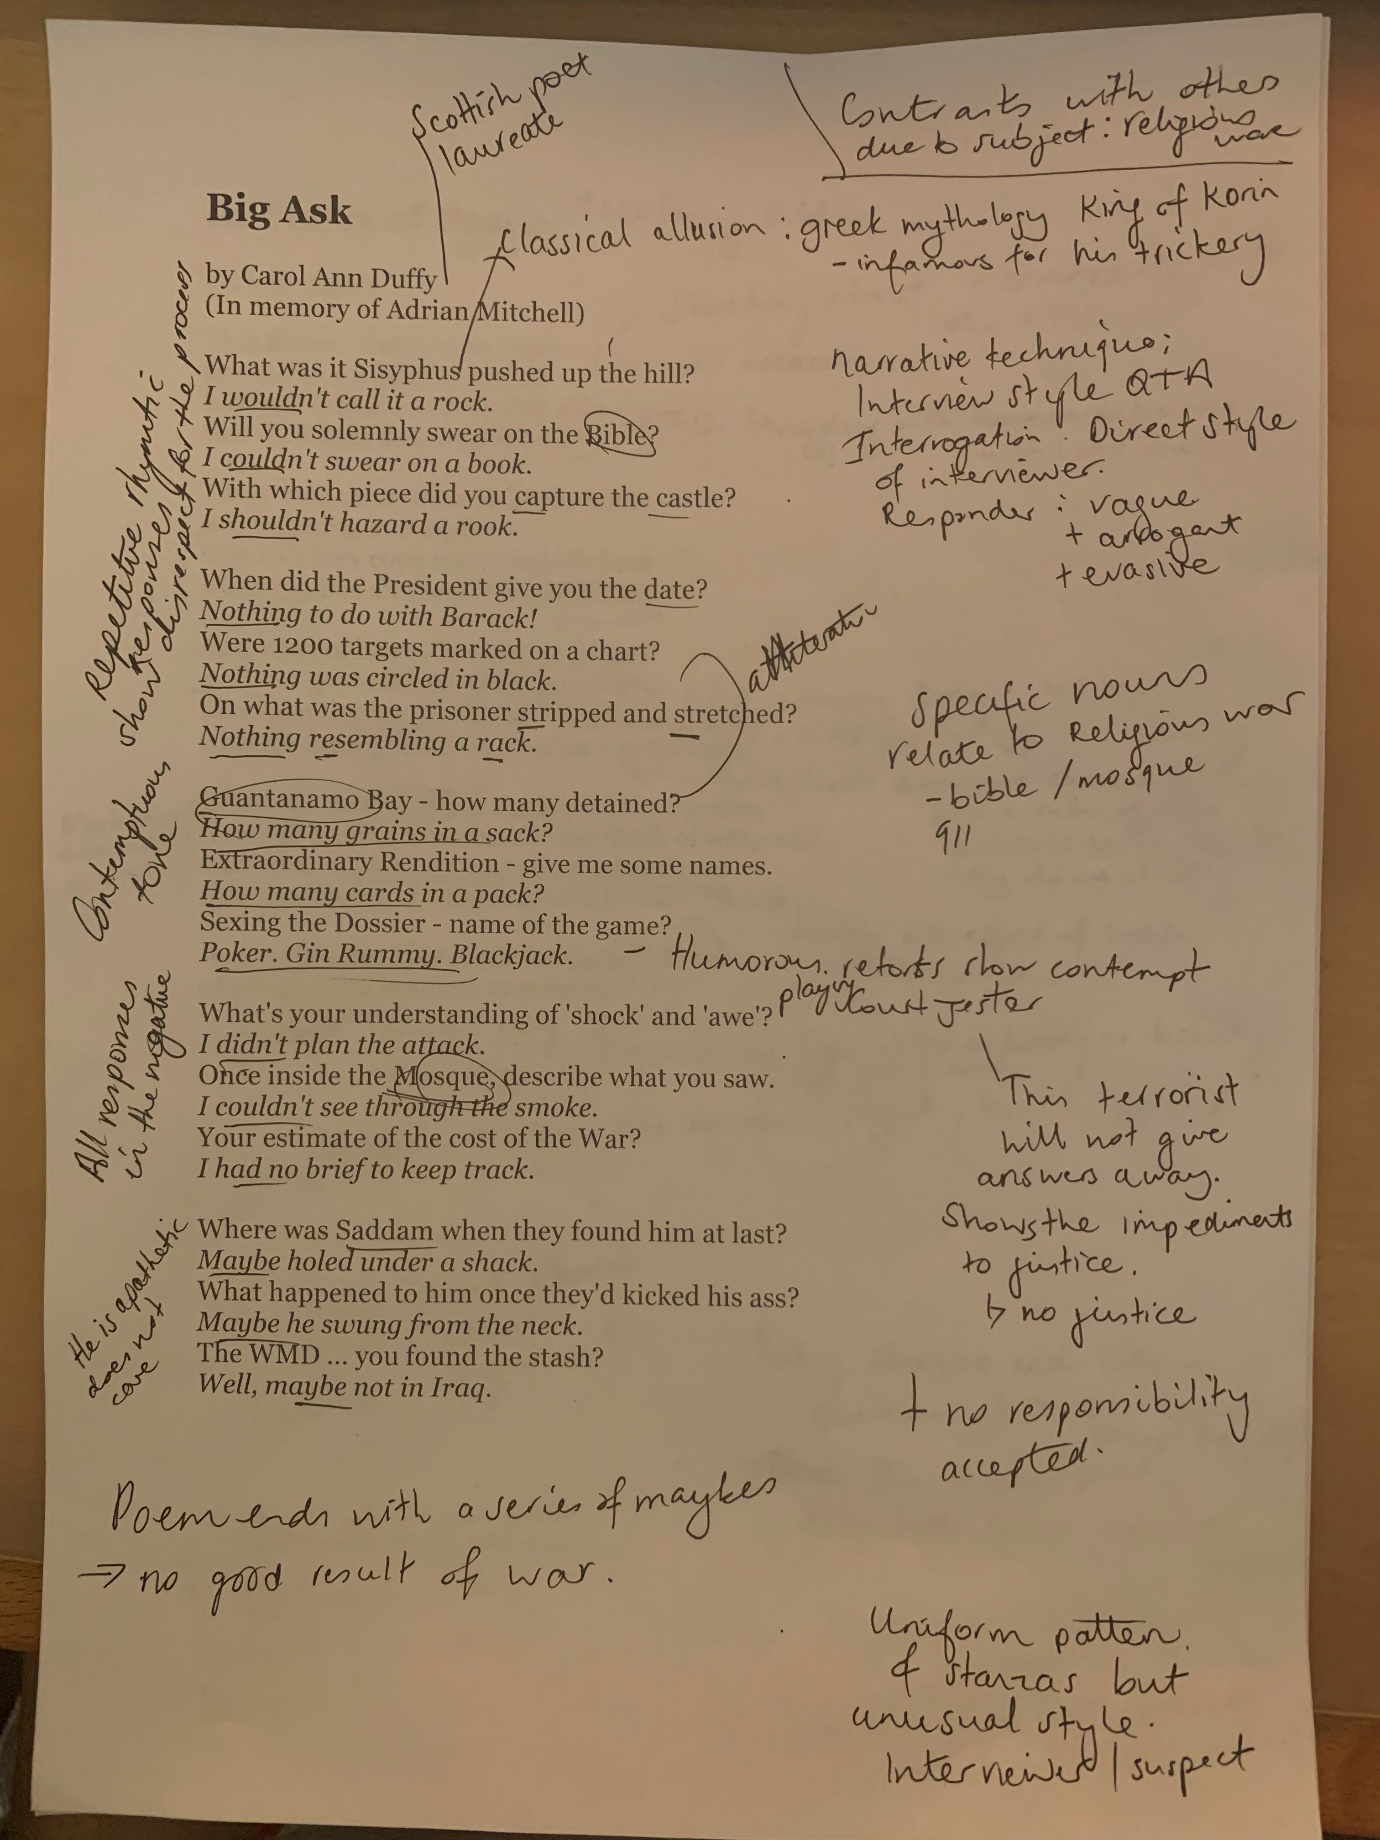 Scottish poet
laureate
Contrasts with others
due to subject: religious
war
Big Ask
Classical allusion : greek mythology King of Korin
- infamous for his trickery
by Carol Ann Duffy
(In memory of Adrian Mitchell)
What was it Sisyphus pushed up the hill?
I wouldn't call it a rock.
Will you solemnly swear on the Bible?
I couldn't swear on a book.
With which piece did you capture the castle?
I shouldn't hazard a rook.
narrative technique;
Interview style Q+A
Interrogation. Direct style
of interviewer.
Responder : vague
+ arrogant
+ evasive
Repetitive rhymtic
responses
show disrespect for the process
When did the President give you the date?
Nothing to do with Barack!
Were 1200 targets marked on a chart?
Nothing was circled in black.
On what was the prisoner stripped and stretched?
Nothing resembling a rack.
Specific nouns
relate to Religious war
- bible / mosque
911
Contemptuous
tone
Guantanamo Bay - how many detained?
How many grains in a sack?
Extraordinary Rendition - give me some names.
How many cards in a pack?
Sexing the Dossier - name of the game?
Poker. Gin Rummy. Blackjack.
- Humorous retorts show contempt
playing Court Jester
All responses
in the negative
What's your understanding of 'shock' and 'awe'?
I didn't plan the attack.
Once inside the Mosque, describe what you saw.
I couldn't see through the smoke.
Your estimate of the cost of the War?
I had no brief to keep track.
This terrorist
will not give
answers away.
Shows the impediments
to justice.
↳ no justice
He is apathetic
does not
care
Where was Saddam when they found him at last?
Maybe holed under a shack.
What happened to him once they'd kicked his ass?
Maybe he swung from the neck.
The WMD ... you found the stash?
Well, maybe not in Iraq.
+ no responsibility
accepted.
Poem ends with a series of maybes
→ no good result of war.
Uniform patten.
of stanzas but
unusual style.
Interviewer / suspect